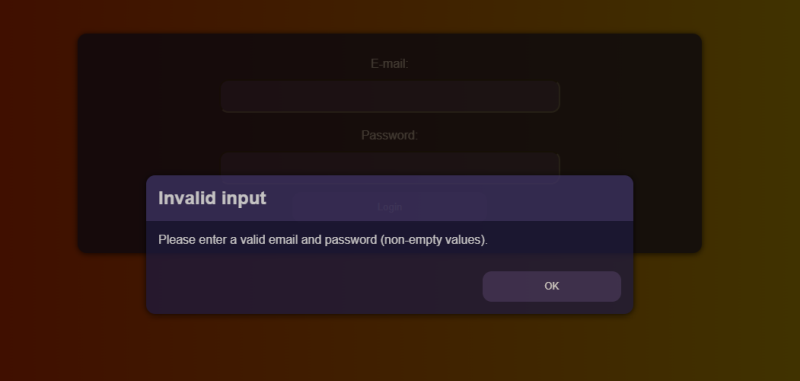 E-mail:
Password:
Invalid input
Login
Please enter a valid email and password (non-empty values).
OK